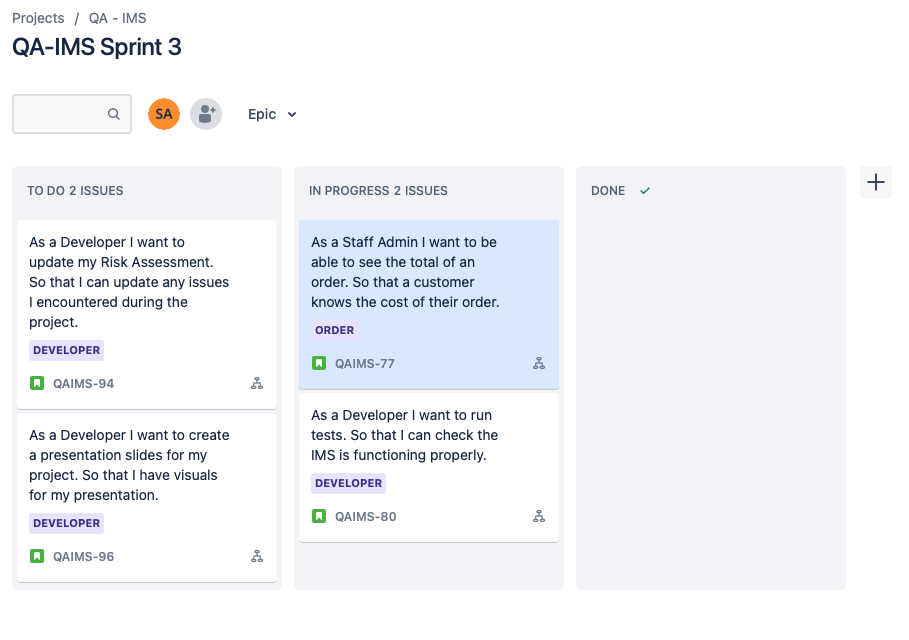 Projects / QA - IMS
QA-IMS Sprint 3
SA
Epic
TO DO 2 ISSUES
As a Developer I want to
update my Risk Assessment.
So that I can update any issues
I encountered during the
project.
DEVELOPER
QAIMS-94
As a Developer I want to create
a presentation slides for my
project. So that I have visuals
for my presentation.
DEVELOPER
QAIMS-96
IN PROGRESS 2 ISSUES
As a Staff Admin I want to be
able to see the total of an
order. So that a customer
knows the cost of their order.
ORDER
QAIMS-77
As a Developer I want to run
tests. So that I can check the
IMS is functioning properly.
DEVELOPER
QAIMS-80
DONE